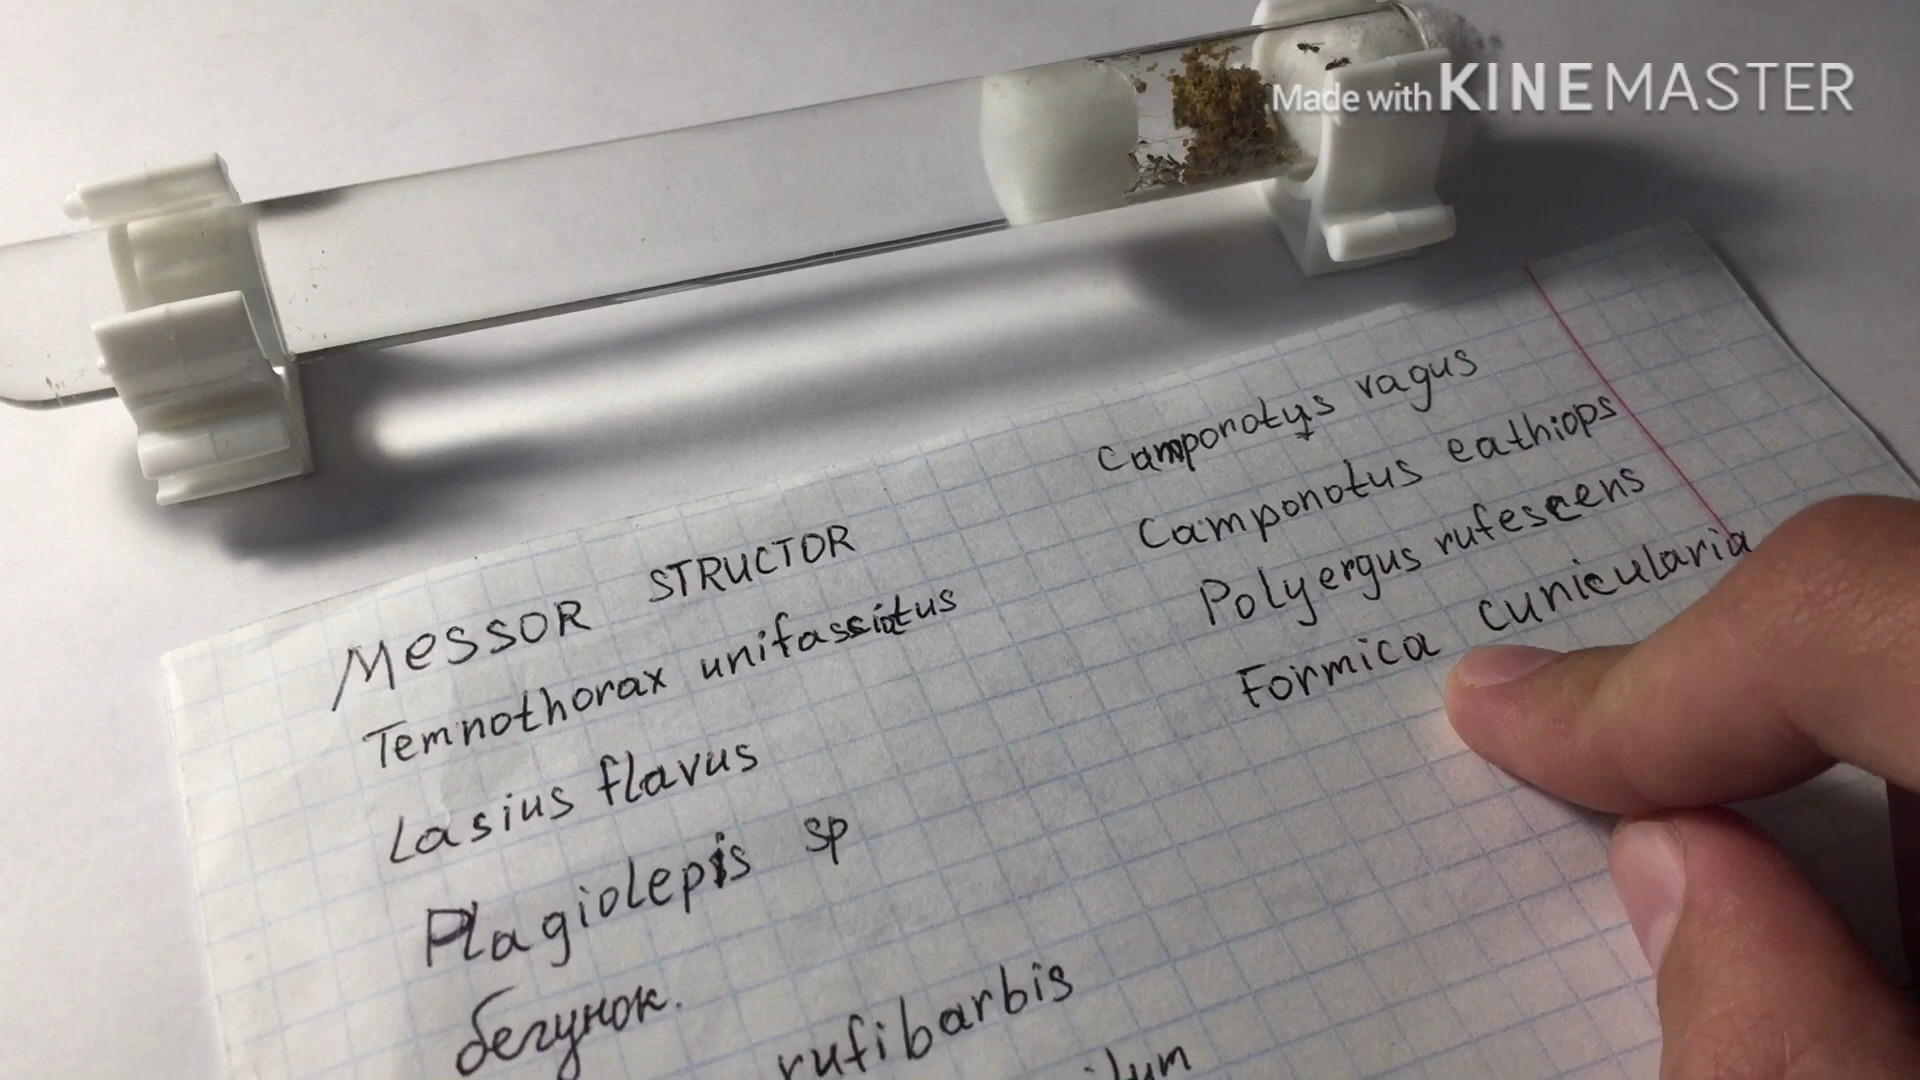 Made with KINEMASTER
MESSOR STRUCTOR
Temnothorax unifassiatus
Lasius flavus
Plagiolepis sp
бегунок.
rufibarbis
Camponotys vagus
Camponotus eathiops
Polyergus rufescens
Formica cunicularia